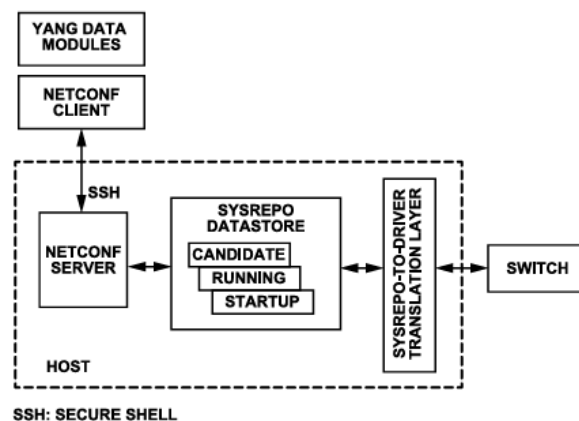 YANG DATA
MODULES
NETCONF
CLIENT
SSH
NETCONF
SERVER
SYSREPO
DATASTORE
CANDIDATE
RUNNING
STARTUP
SYSREPO-TO-DRIVER
TRANSLATION LAYER
SWITCH
HOST
SSH: SECURE SHELL